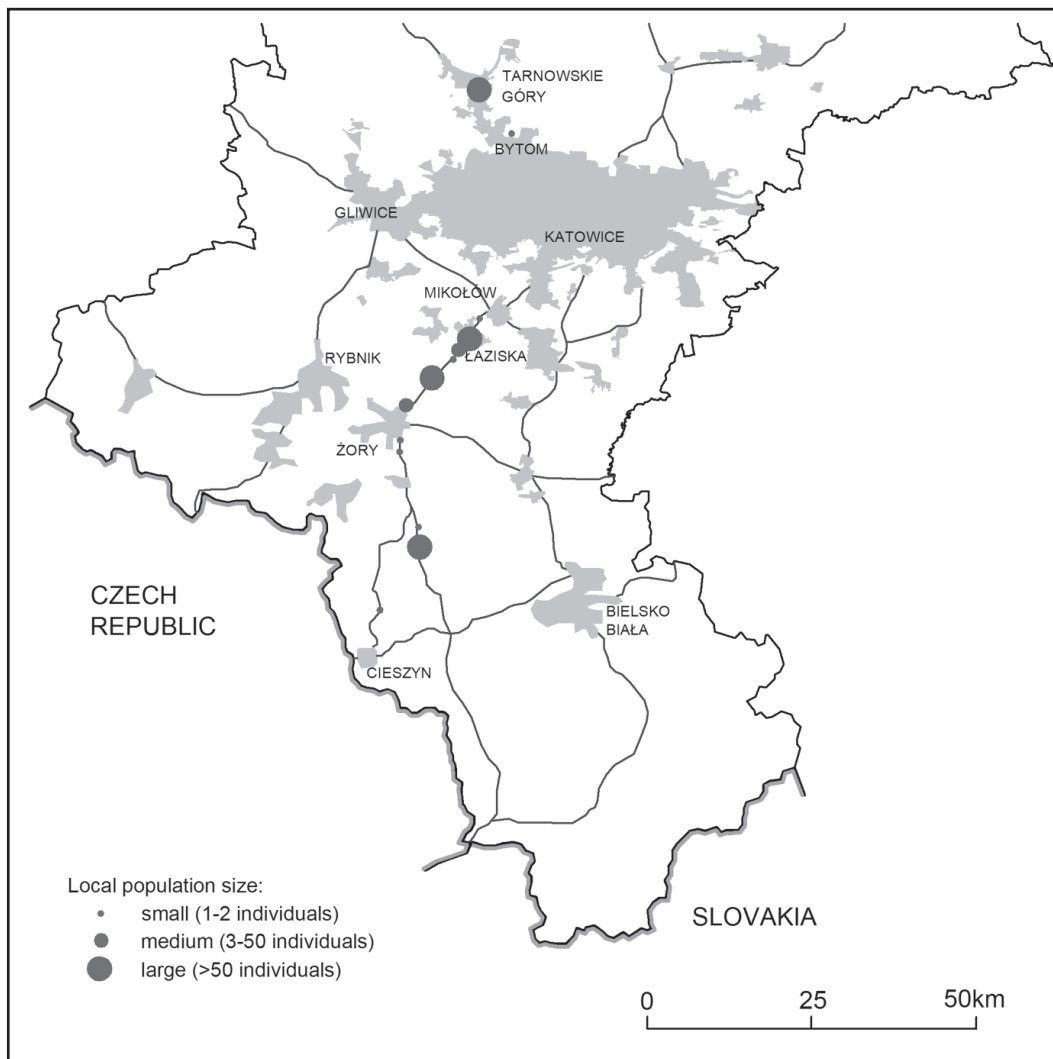 TARNOWSKIE
GÓRY
BYTOM
GLIWICE
KATOWICE
MIKOŁÓW
RYBNIK
ŁAZISKA
ŻORY
CZECH
REPUBLIC
BIELSKO
BIAŁA
CIESZYN
Local population size:
small (1-2 individuals)
medium (3-50 individuals)
large (>50 individuals)
SLOVAKIA
0 25 50km